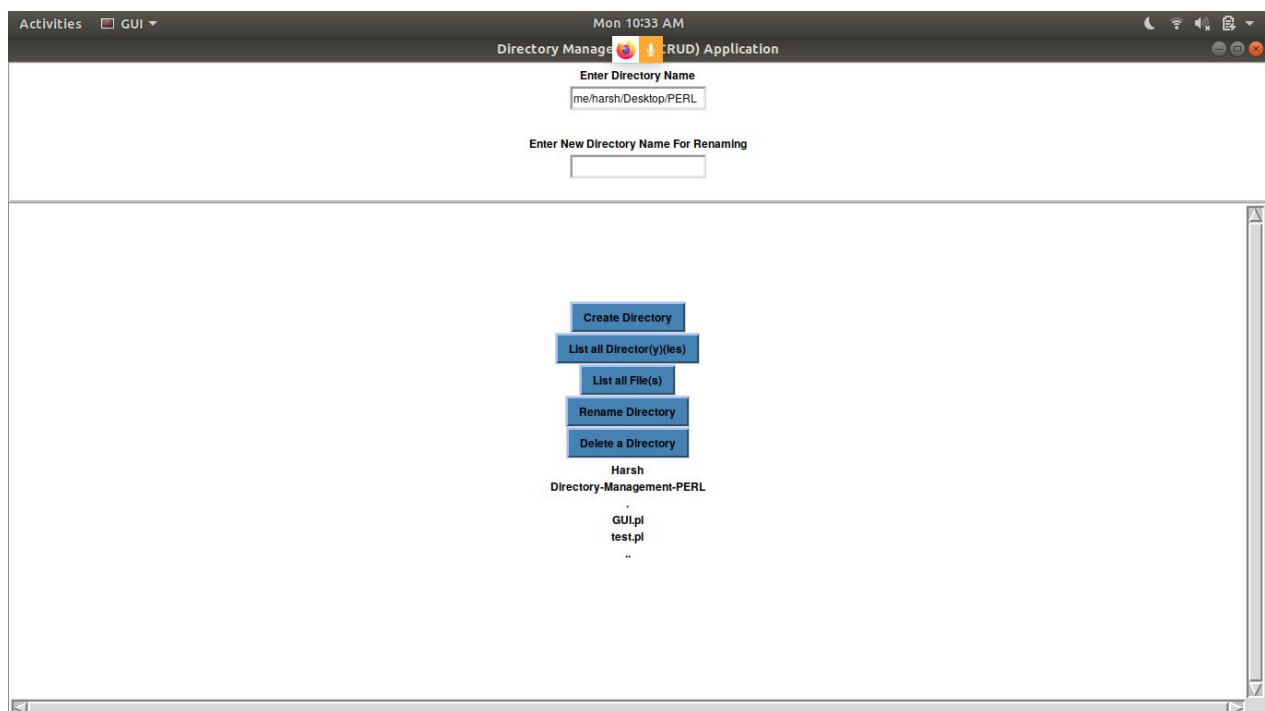 Activities GUI Mon 10:33 AM
Directory Manage CRUD) Application
Enter Directory Name
me/harsh/Desktop/PERL
Enter New Directory Name For Renaming
Create Directory
List all Director(y)(ies)
List all File(s)
Rename Directory
Delete a Directory
Harsh
Directory-Management-PERL
.
GUI.pl
test.pl
..